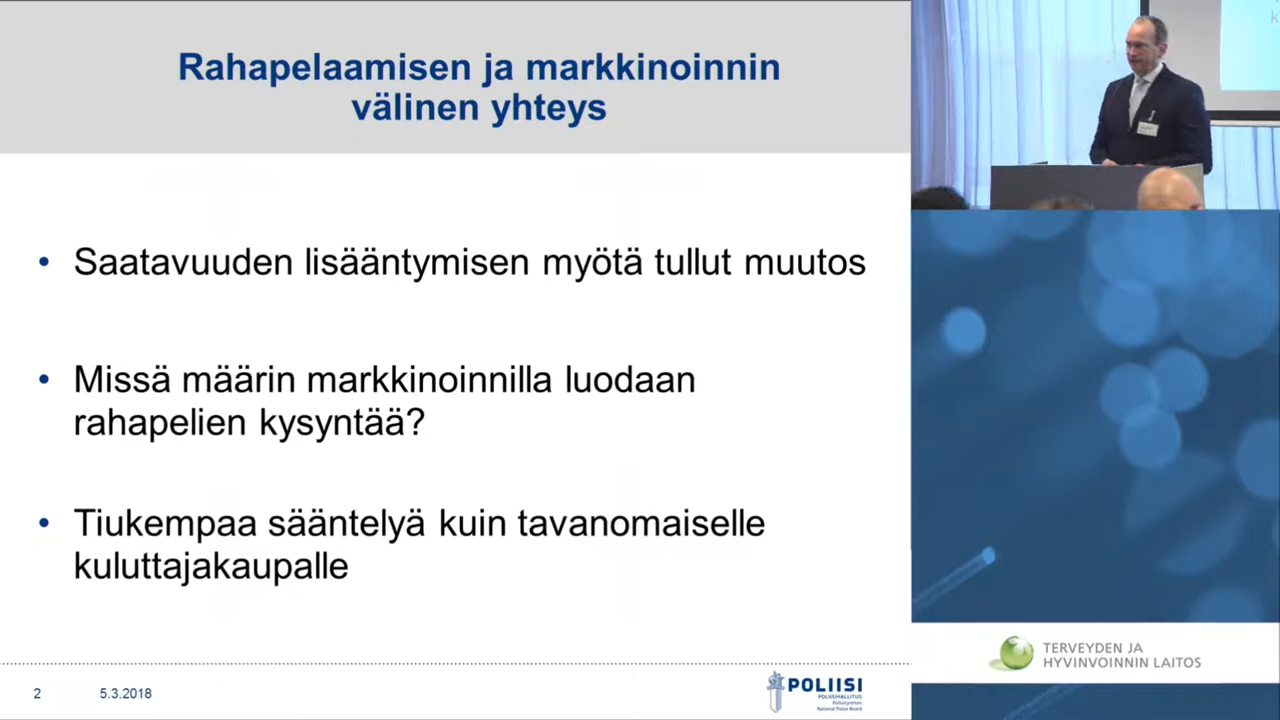 Rahapelaamisen ja markkinoinnin
välinen yhteys
• Saatavuuden lisääntymisen myötä tullut muutos
• Missä määrin markkinoinnilla luodaan
rahapelien kysyntää?
• Tiukempaa sääntelyä kuin tavanomaiselle
kuluttajakaupalle
2 5.3.2018
POLIISI
POLIISIHALLITUS
Polisstyrelsen
National Police Board
TERVEYDEN JA
HYVINVOINNIN LAITOS